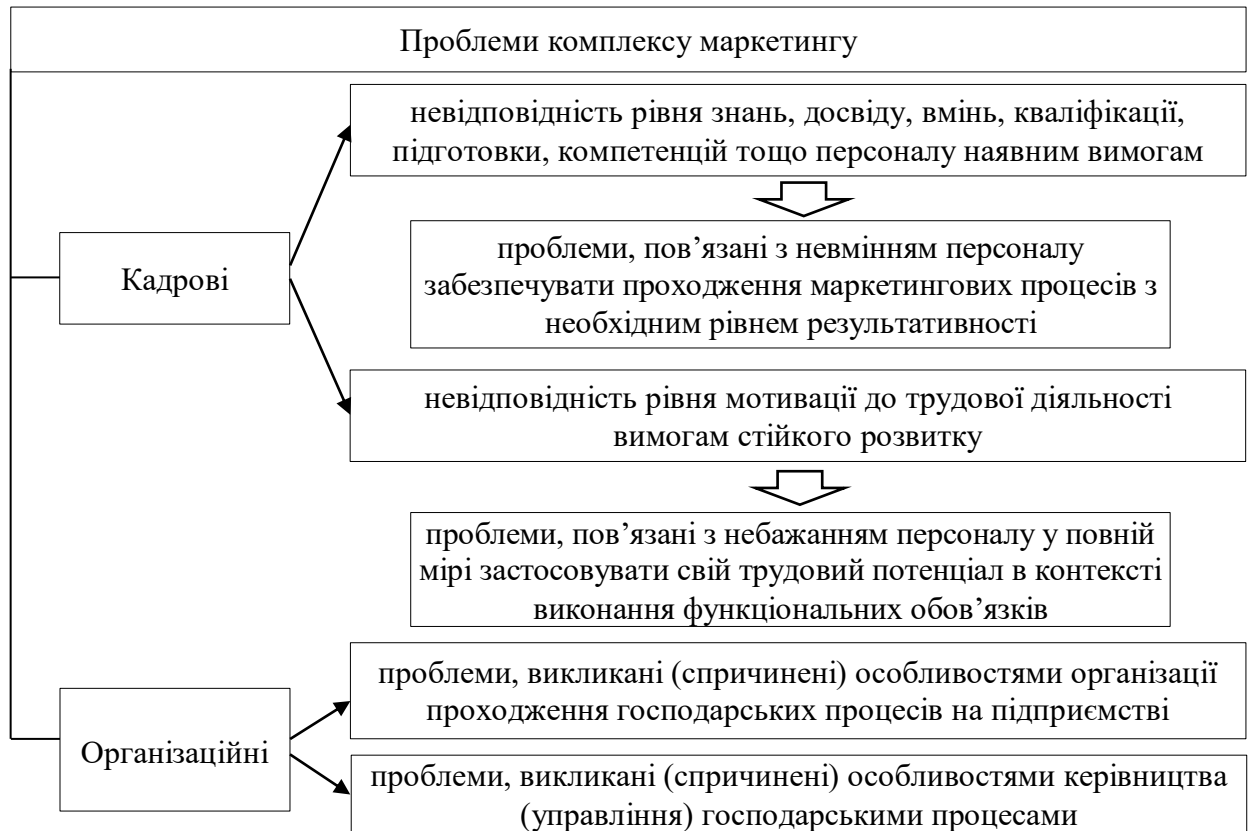 Проблеми комплексу маркетингу
невідповідність рівня знань, досвіду, вмінь, кваліфікації,
підготовки, компетенцій тощо персоналу наявним вимогам
Кадрові
проблеми, пов’язані з невмінням персоналу
забезпечувати проходження маркетингових процесів з
необхідним рівнем результативності
невідповідність рівня мотивації до трудової діяльності
вимогам стійкого розвитку
проблеми, пов’язані з небажанням персоналу у повній
мірі застосовувати свій трудовий потенціал в контексті
виконання функціональних обов’язків
Організаційні
проблеми, викликані (спричинені) особливостями організації
проходження господарських процесів на підприємстві
проблеми, викликані (спричинені) особливостями керівництва
(управління) господарськими процесами